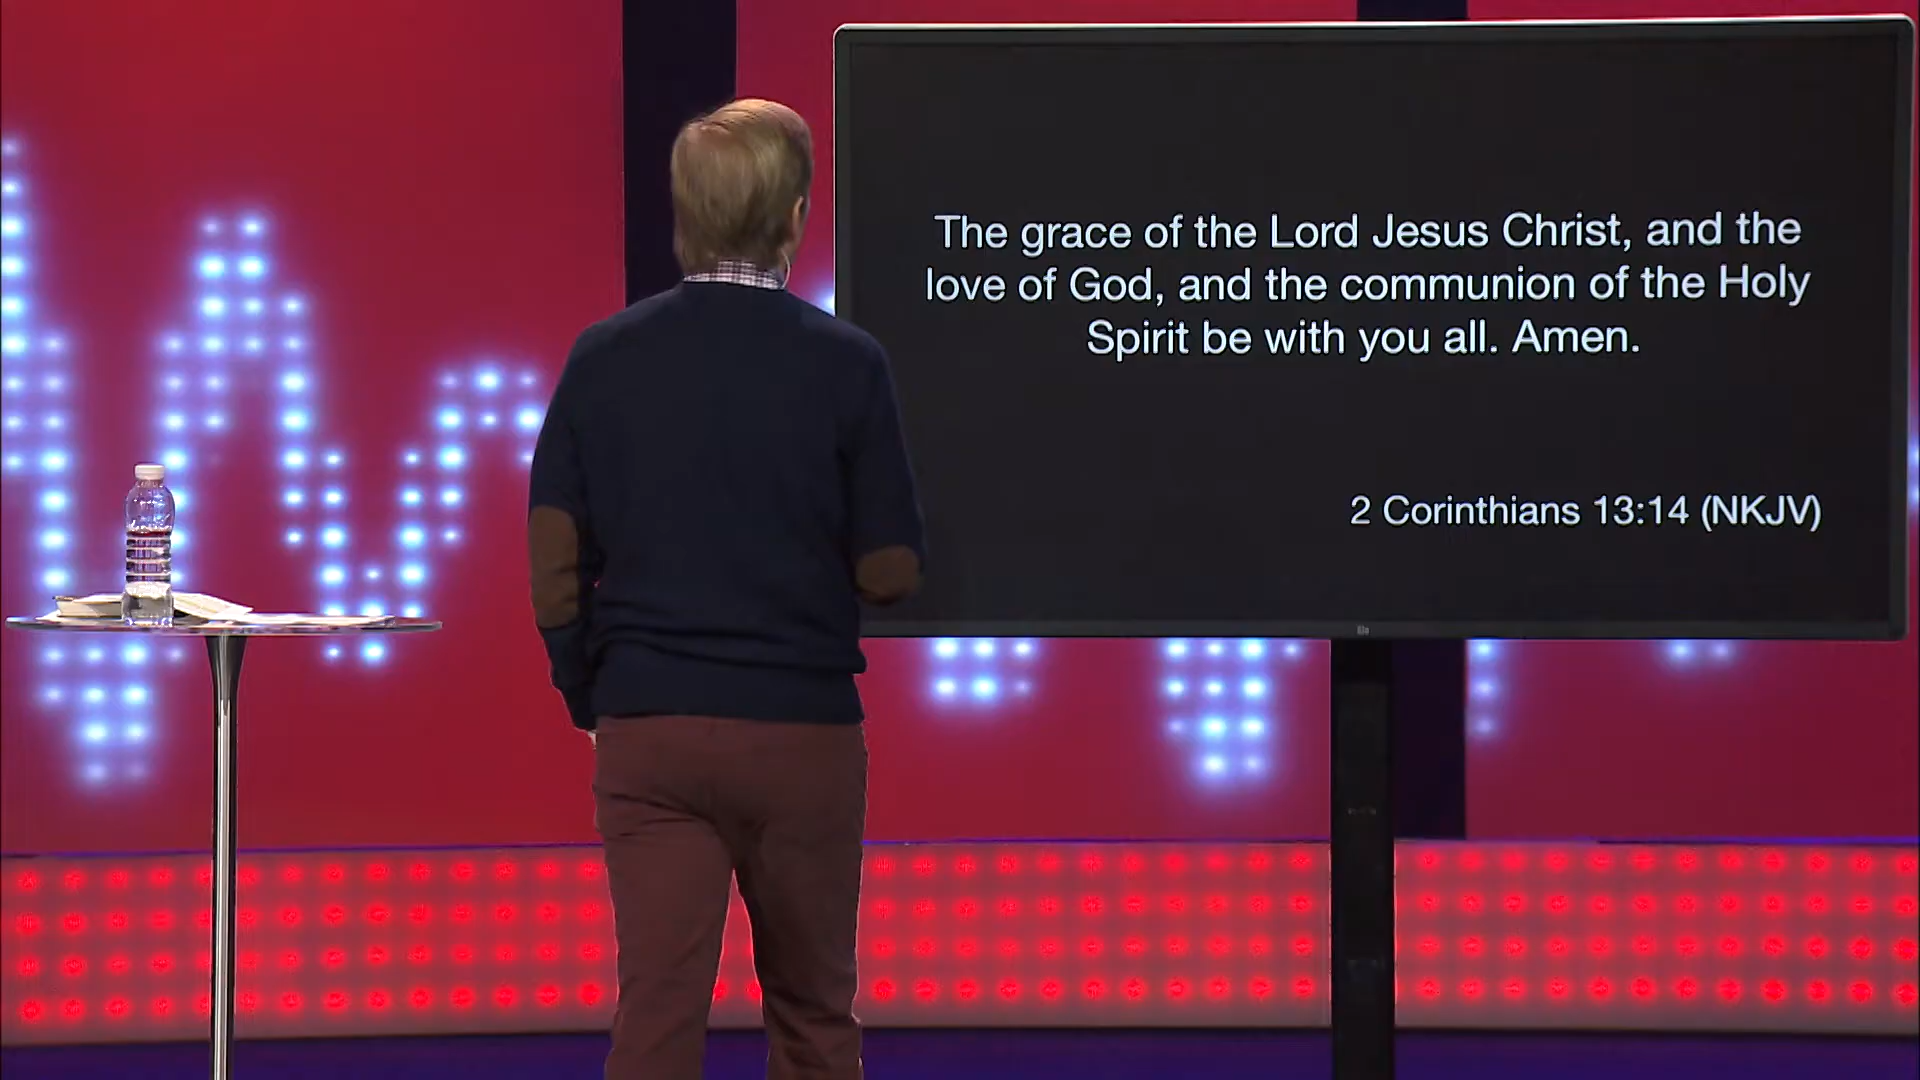 The grace of the Lord Jesus Christ, and the
love of God, and the communion of the Holy
Spirit be with you all. Amen.
2 Corinthians 13:14 (NKJV)